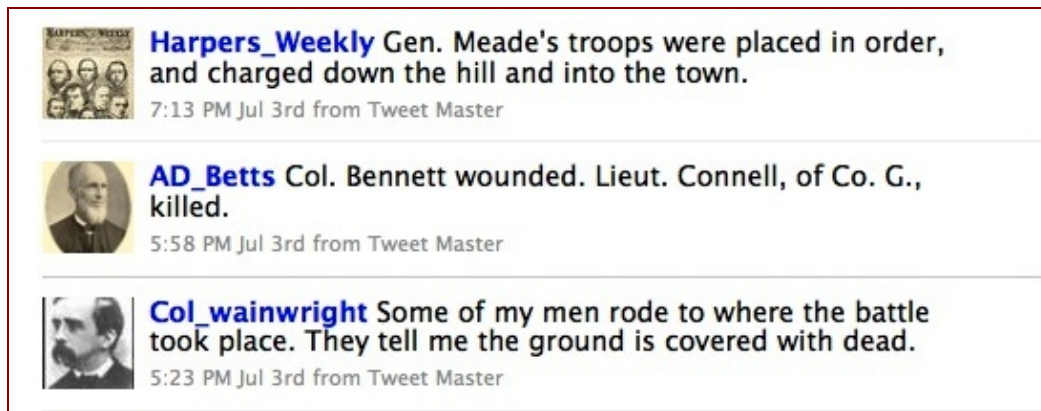 Harpers_Weekly Gen. Meade's troops were placed in order,
and charged down the hill and into the town.
7:13 PM Jul 3rd from Tweet Master
AD_Betts Col. Bennett wounded. Lieut. Connell, of Co. G.,
killed.
5:58 PM Jul 3rd from Tweet Master
Col_wainwright Some of my men rode to where the battle
took place. They tell me the ground is covered with dead.
5:23 PM Jul 3rd from Tweet Master